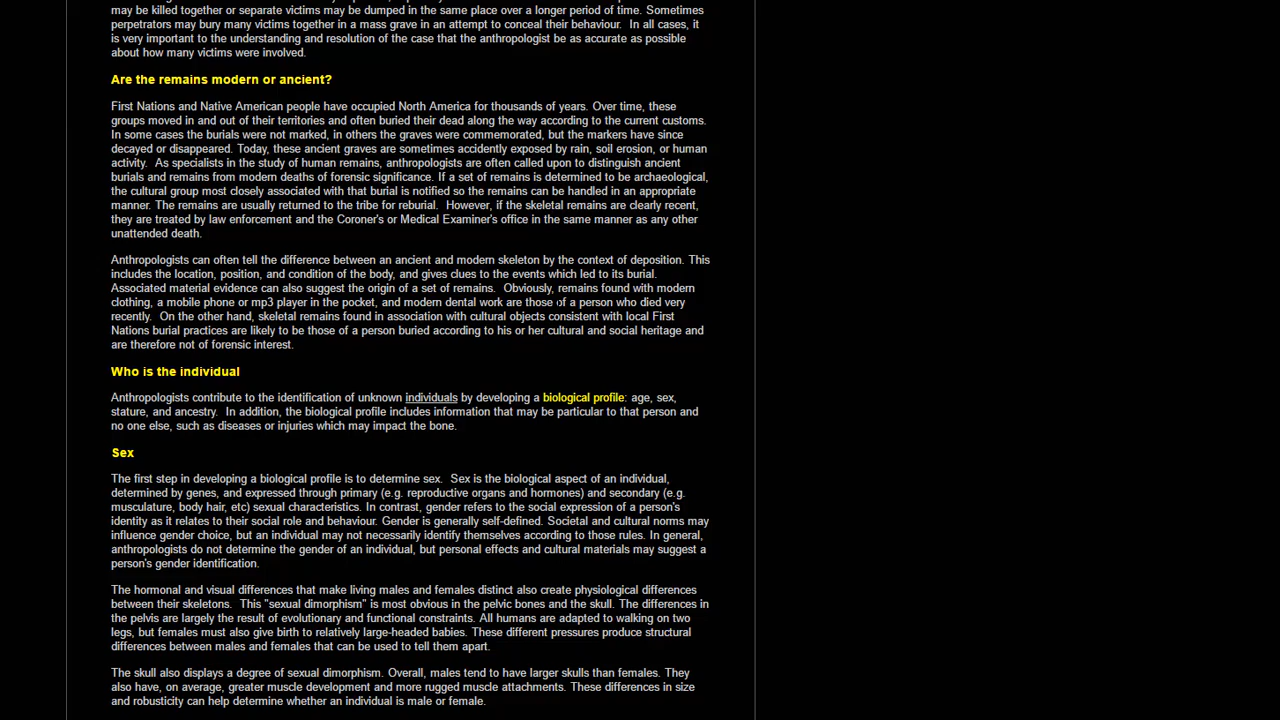 may be killed together or separate victims may be dumped in the same place over a longer period of time. Sometimes
perpetrators may bury many victims together in a mass grave in an attempt to conceal their behaviour. In all cases, it
is very important to the understanding and resolution of the case that the anthropologist be as accurate as possible
about how many victims were involved.
Are the remains modern or ancient?
First Nations and Native American people have occupied North America for thousands of years. Over time, these
groups moved in and out of their territories and often buried their dead along the way according to the current customs.
In some cases the burials were not marked, in others the graves were commemorated, but the markers have since
decayed or disappeared. Today, these ancient graves are sometimes accidently exposed by rain, soil erosion, or human
activity. As specialists in the study of human remains, anthropologists are often called upon to distinguish ancient
burials and remains from modern deaths of forensic significance. If a set of remains is determined to be archaeological,
the cultural group most closely associated with that burial is notified so the remains can be handled in an appropriate
manner. The remains are usually returned to the tribe for reburial. However, if the skeletal remains are clearly recent,
they are treated by law enforcement and the Coroner's or Medical Examiner's office in the same manner as any other
unattended death.
Anthropologists can often tell the difference between an ancient and modern skeleton by the context of deposition. This
includes the location, position, and condition of the body, and gives clues to the events which led to its burial.
Associated material evidence can also suggest the origin of a set of remains. Obviously, remains found with modern
clothing, a mobile phone or mp3 player in the pocket, and modern dental work are those of a person who died very
recently. On the other hand, skeletal remains found in association with cultural objects consistent with local First
Nations burial practices are likely to be those of a person buried according to his or her cultural and social heritage and
are therefore not of forensic interest.
Who is the individual
Anthropologists contribute to the identification of unknown individuals by developing a biological profile: age, sex,
stature, and ancestry. In addition, the biological profile includes information that may be particular to that person and
no one else, such as diseases or injuries which may impact the bone.
Sex
The first step in developing a biological profile is to determine sex. Sex is the biological aspect of an individual,
determined by genes, and expressed through primary (e.g. reproductive organs and hormones) and secondary (e.g.
musculature, body hair, etc) sexual characteristics. In contrast, gender refers to the social expression of a person's
identity as it relates to their social role and behaviour. Gender is generally self-defined. Societal and cultural norms may
influence gender choice, but an individual may not necessarily identify themselves according to those rules. In general,
anthropologists do not determine the gender of an individual, but personal effects and cultural materials may suggest a
person's gender identification.
The hormonal and visual differences that make living males and females distinct also create physiological differences
between their skeletons. This "sexual dimorphism" is most obvious in the pelvic bones and the skull. The differences in
the pelvis are largely the result of evolutionary and functional constraints. All humans are adapted to walking on two
legs, but females must also give birth to relatively large-headed babies. These different pressures produce structural
differences between males and females that can be used to tell them apart.
The skull also displays a degree of sexual dimorphism. Overall, males tend to have larger skulls than females. They
also have, on average, greater muscle development and more rugged muscle attachments. These differences in size
and robusticity can help determine whether an individual is male or female.